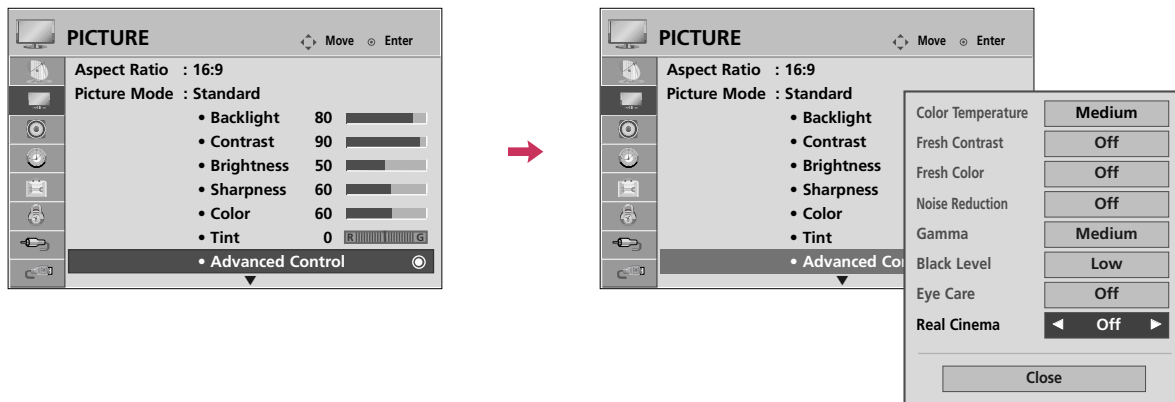 PICTURE Move Enter
Aspect Ratio : 16:9
Picture Mode : Standard
• Backlight 80
• Contrast 90
• Brightness 50
• Sharpness 60
• Color 60
• Tint 0 R G
• Advanced Control
PICTURE Move Enter
Aspect Ratio : 16:9
Picture Mode : Standard
• Backlight
• Contrast
• Brightness
• Sharpness
• Color
• Tint
• Advanced Co
Color Temperature Medium
Fresh Contrast Off
Fresh Color Off
Noise Reduction Off
Gamma Medium
Black Level Low
Eye Care Off
Real Cinema Off
Close